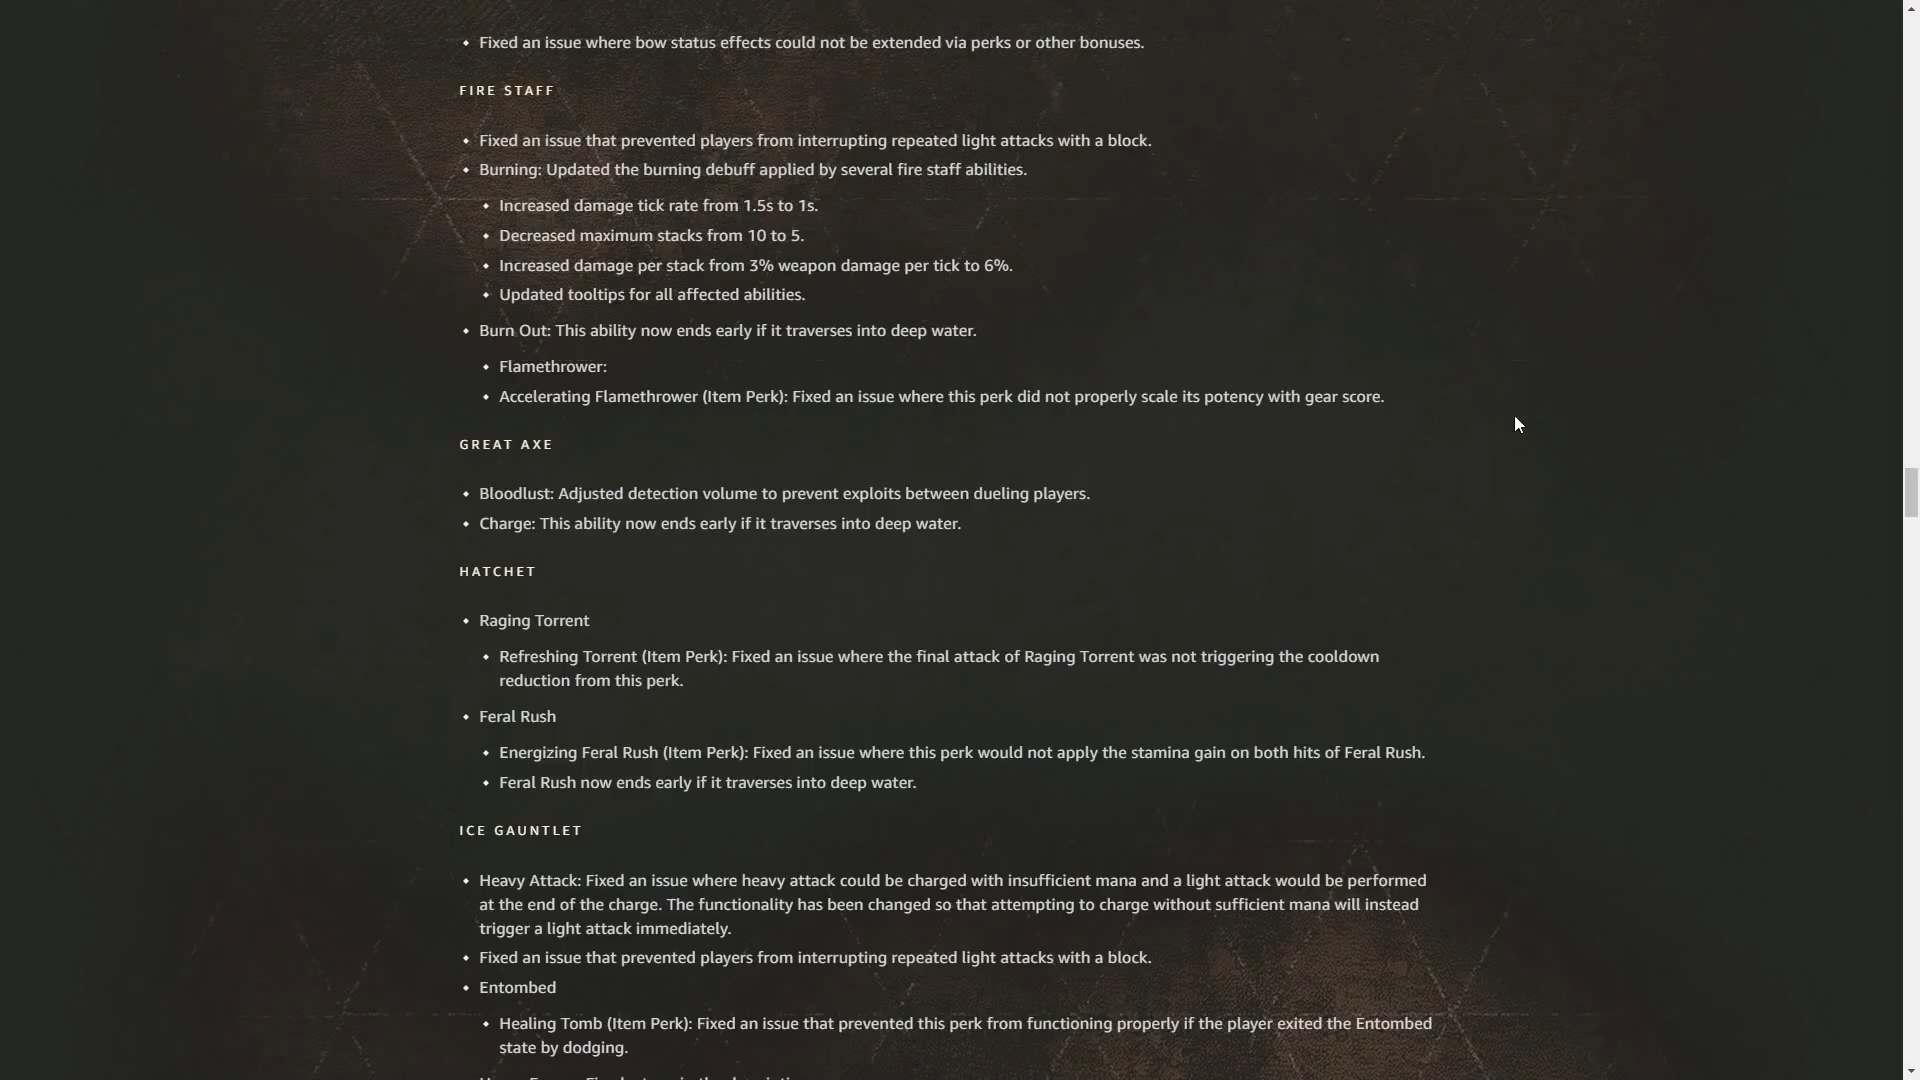 Fixed an issue where bow status effects could not be extended via perks or other bonuses.
FIRE STAFF
Fixed an issue that prevented players from interrupting repeated light attacks with a block.
Burning: Updated the burning debuff applied by several fire staff abilities.
Increased damage tick rate from 1.5s to 1s.
Decreased maximum stacks from 10 to 5.
Increased damage per stack from 3% weapon damage per tick to 6%.
Updated tooltips for all affected abilities.
Burn Out: This ability now ends early if it traverses into deep water.
Flamethrower:
Accelerating Flamethrower (Item Perk): Fixed an issue where this perk did not properly scale its potency with gear score.
GREAT AXE
Bloodlust: Adjusted detection volume to prevent exploits between dueling players.
Charge: This ability now ends early if it traverses into deep water.
HATCHET
Raging Torrent
Refreshing Torrent (Item Perk): Fixed an issue where the final attack of Raging Torrent was not triggering the cooldown
reduction from this perk.
Feral Rush
Energizing Feral Rush (Item Perk): Fixed an issue where this perk would not apply the stamina gain on both hits of Feral Rush.
Feral Rush now ends early if it traverses into deep water.
ICE GAUNTLET
Heavy Attack: Fixed an issue where heavy attack could be charged with insufficient mana and a light attack would be performed
at the end of the charge. The functionality has been changed so that attempting to charge without sufficient mana will instead
trigger a light attack immediately.
Fixed an issue that prevented players from interrupting repeated light attacks with a block.
Entombed
Healing Tomb (Item Perk): Fixed an issue that prevented this perk from functioning properly if the player exited the Entombed
state by dodging.